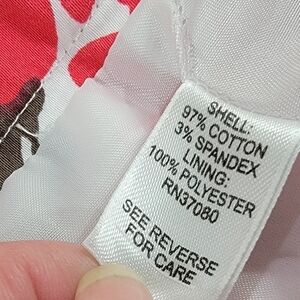 SHELL:
97% COTTON
3% SPANDEX
LINING:
100% POLYESTER
RN37080
SEE REVERSE
FOR CARE